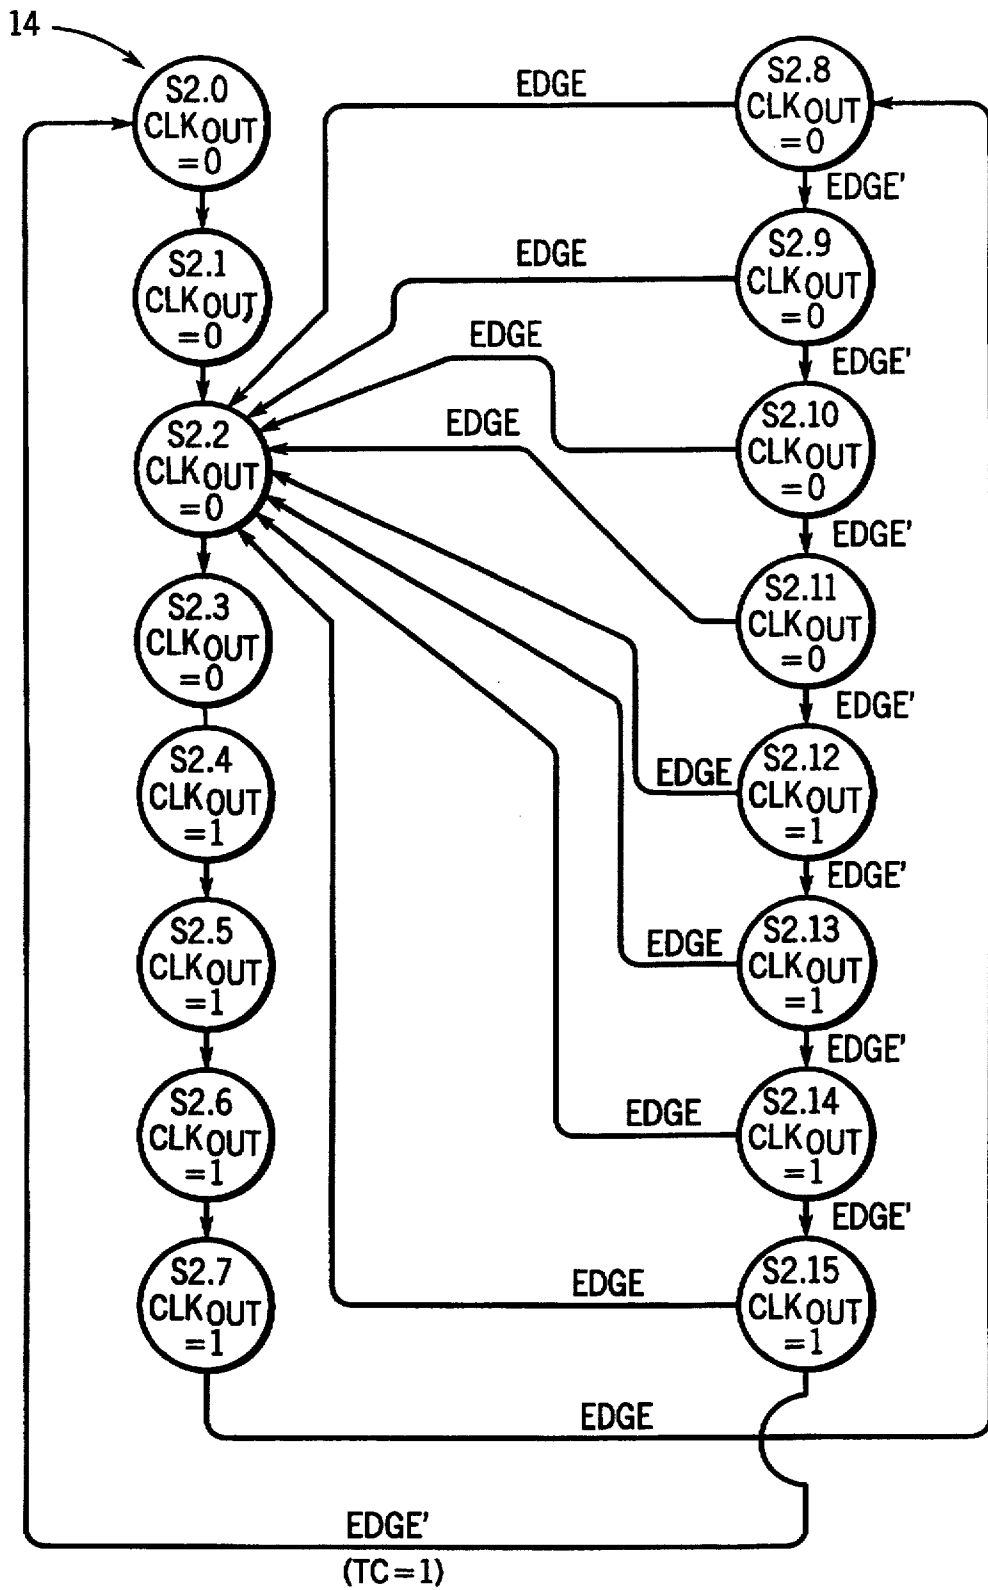 14
S2.0
CLKOUT
=0
S2.1
CLKOUT
=0
S2.2
CLKOUT
=0
S2.3
CLKOUT
=0
S2.4
CLKOUT
=1
S2.5
CLKOUT
=1
S2.6
CLKOUT
=1
S2.7
CLKOUT
=1
EDGE
EDGE
EDGE
EDGE
EDGE
EDGE
EDGE
EDGE
S2.8
CLKOUT
=0
EDGE'
S2.9
CLKOUT
=0
EDGE'
S2.10
CLKOUT
=0
EDGE'
S2.11
CLKOUT
=0
EDGE'
S2.12
CLKOUT
=1
EDGE'
S2.13
CLKOUT
=1
EDGE'
S2.14
CLKOUT
=1
EDGE'
S2.15
CLKOUT
=1
EDGE
EDGE'
(TC=1)